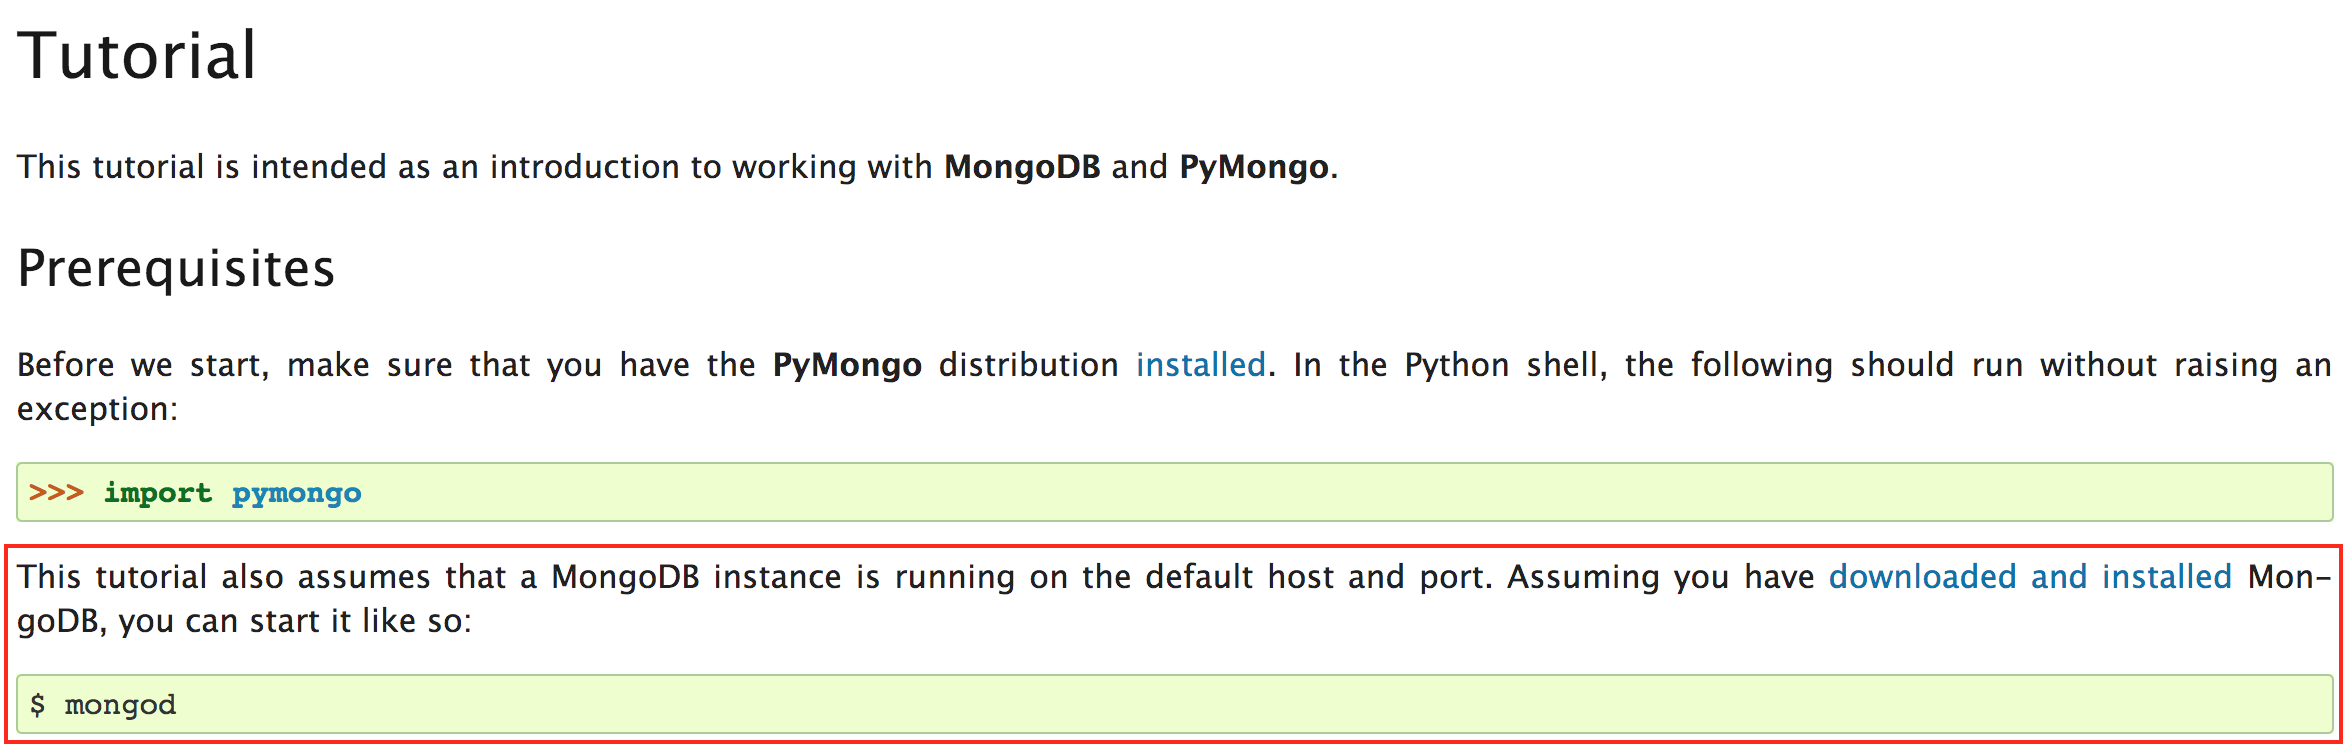 Tutorial
This tutorial is intended as an introduction to working with MongoDB and PyMongo.
Prerequisites
Before we start, make sure that you have the PyMongo distribution installed. In the Python shell, the following should run without raising an
exception:
>>> import pymongo
This tutorial also assumes that a MongoDB instance is running on the default host and port. Assuming you have downloaded and installed Mon-
goDB, you can start it like so:
$ mongod